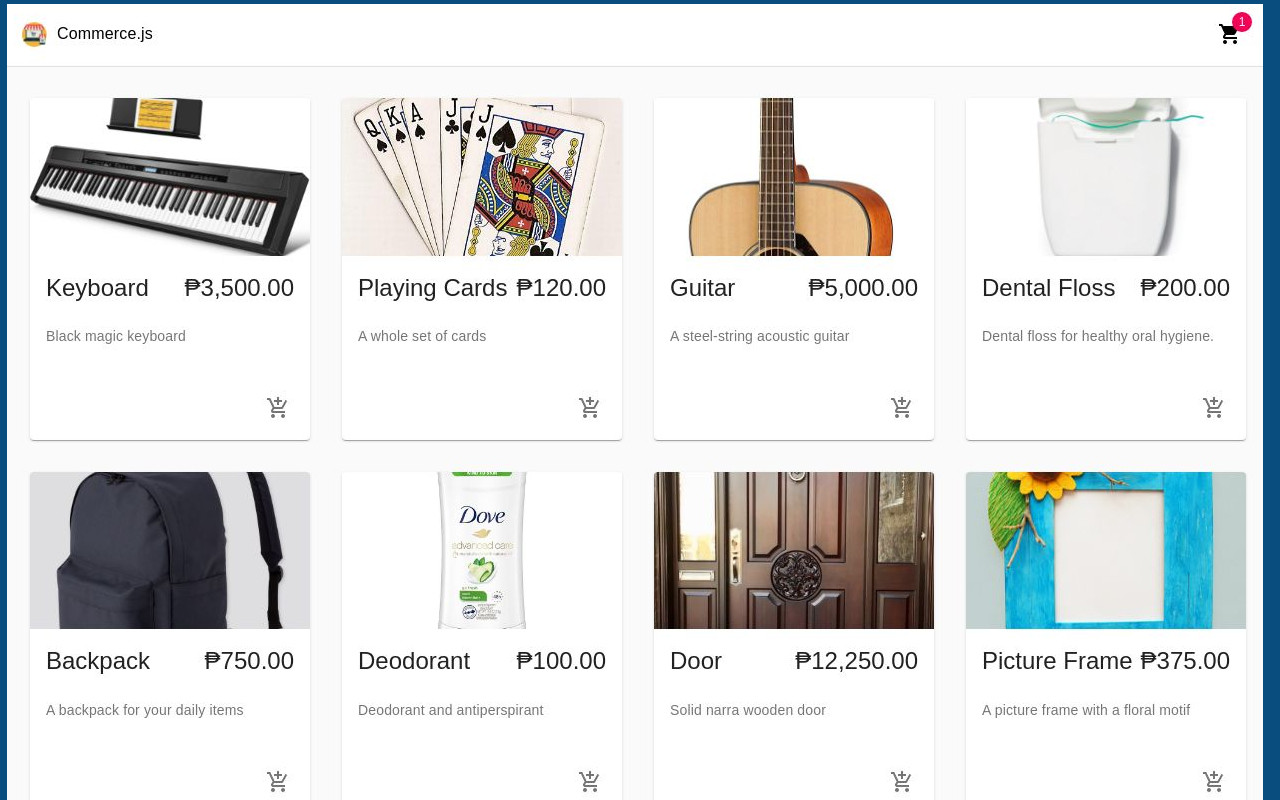 Commerce.js
1
Q K A J J
Keyboard ₱3,500.00
Black magic keyboard
Playing Cards ₱120.00
A whole set of cards
Guitar ₱5,000.00
A steel-string acoustic guitar
Dental Floss ₱200.00
Dental floss for healthy oral hygiene.
Dove
advanced care
Backpack ₱750.00
A backpack for your daily items
Deodorant ₱100.00
Deodorant and antiperspirant
Door ₱12,250.00
Solid narra wooden door
Picture Frame ₱375.00
A picture frame with a floral motif